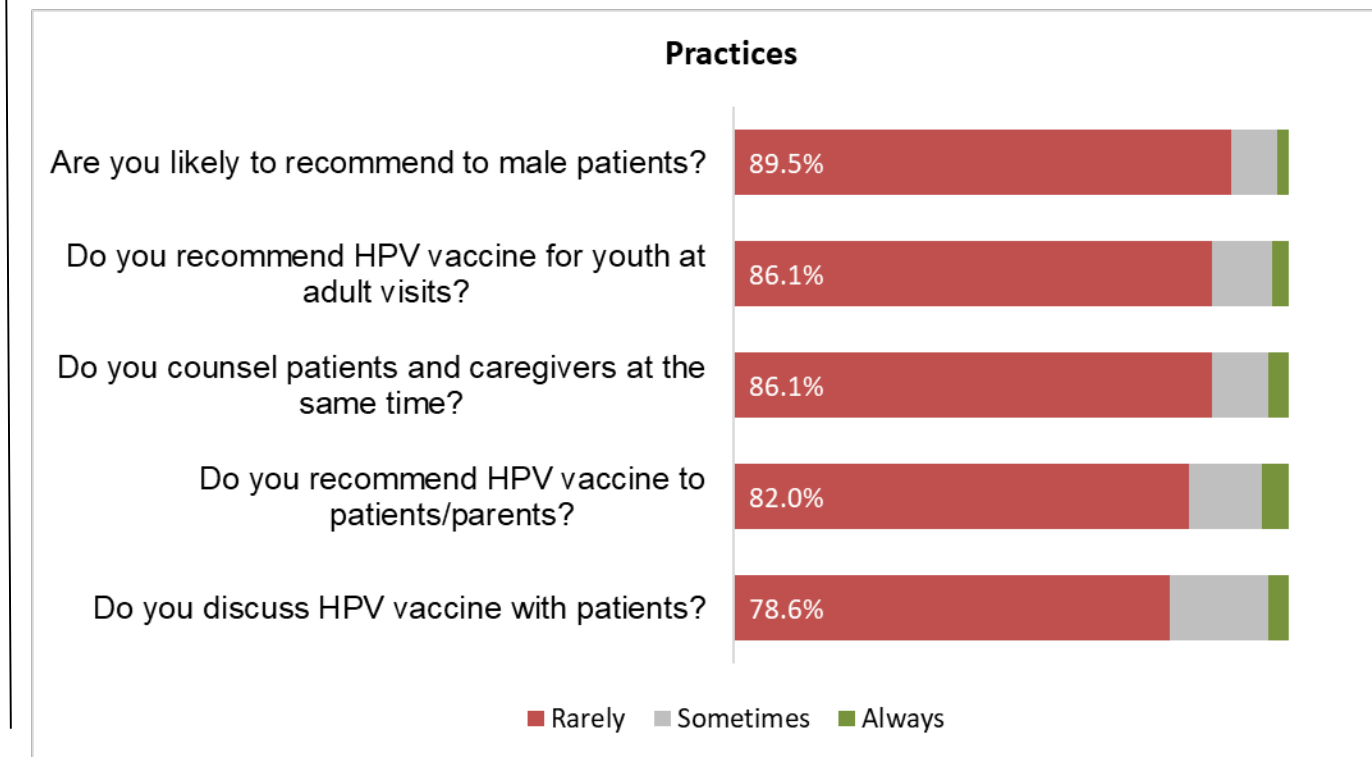 Practices
Are you likely to recommend to male patients?
89.5%
Do you recommend HPV vaccine for youth at
adult visits?
86.1%
Do you counsel patients and caregivers at the
same time?
86.1%
Do you recommend HPV vaccine to
patients/parents?
82.0%
Do you discuss HPV vaccine with patients?
78.6%
Rarely Sometimes Always